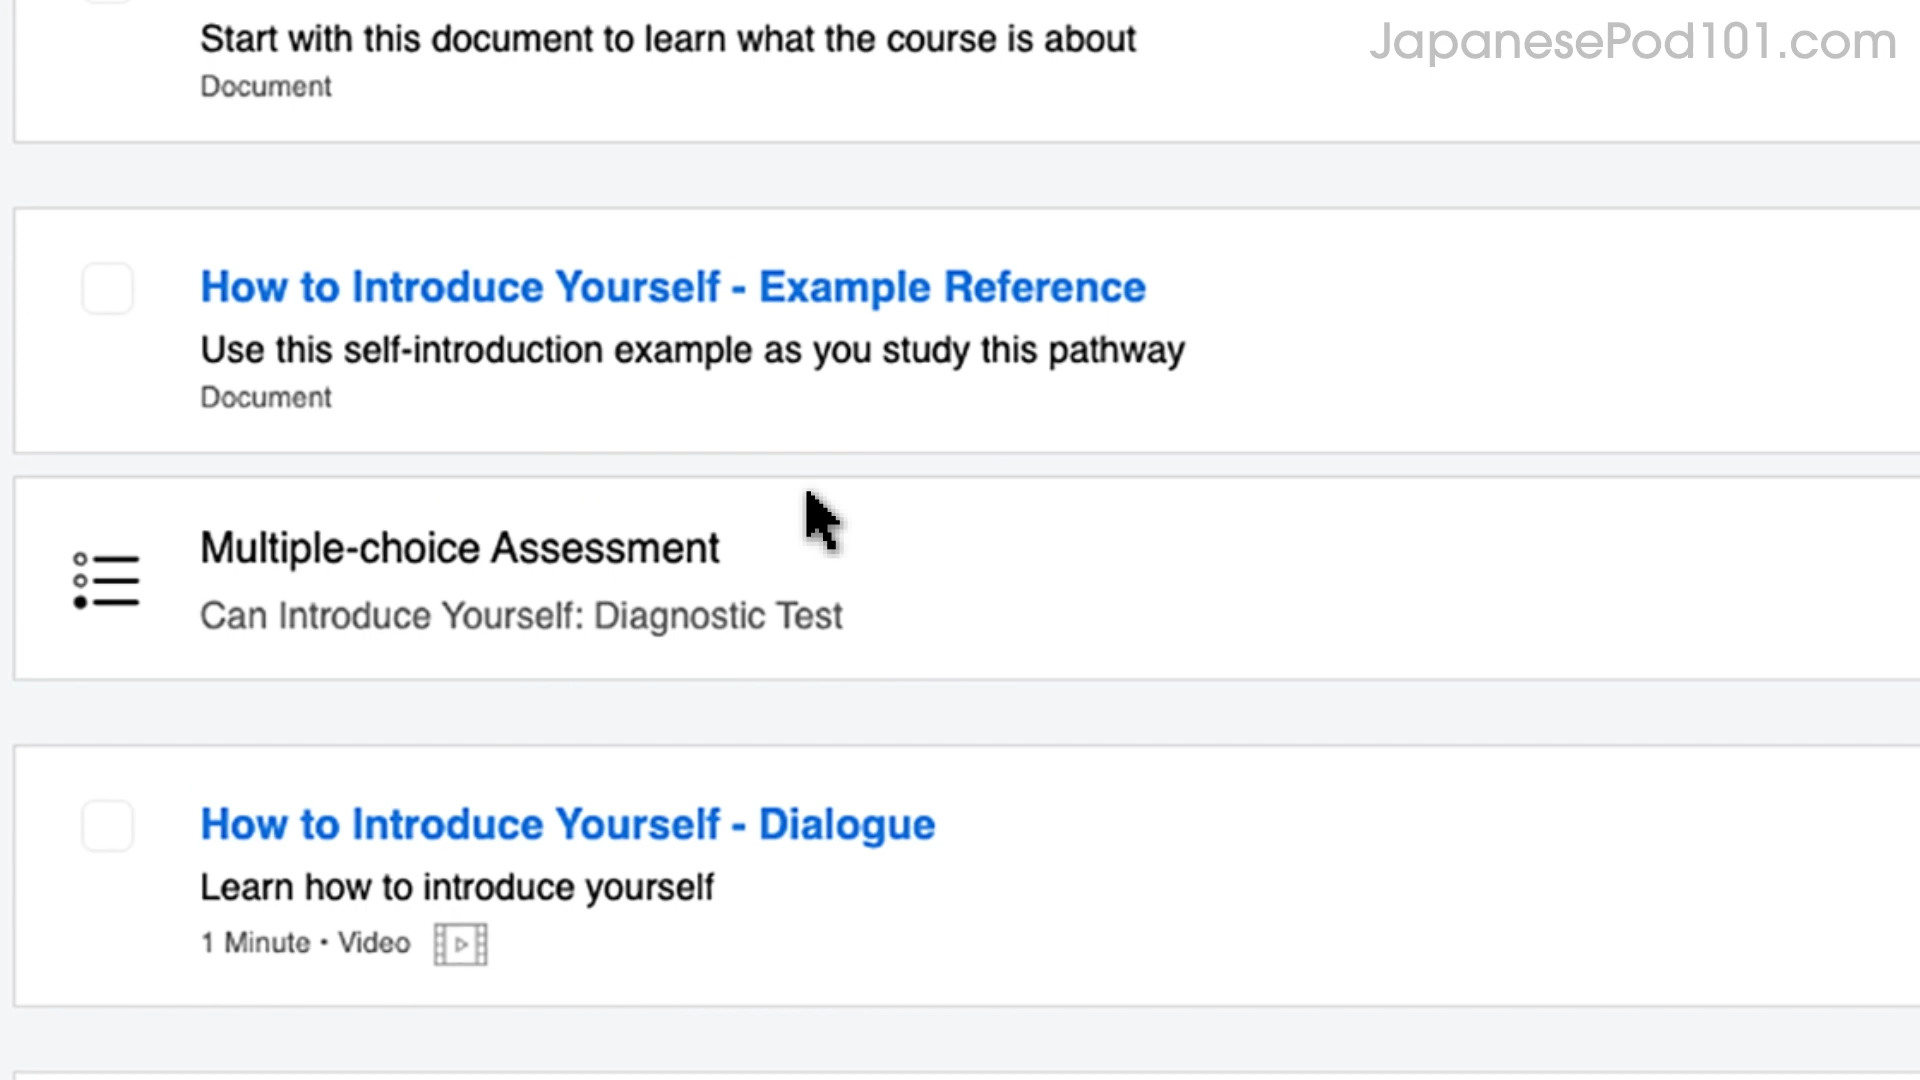 JapanesePod101.com
Start with this document to learn what the course is about
Document
How to Introduce Yourself - Example Reference
Use this self-introduction example as you study this pathway
Document
Multiple-choice Assessment
Can Introduce Yourself: Diagnostic Test
How to Introduce Yourself - Dialogue
Learn how to introduce yourself
1 Minute • Video